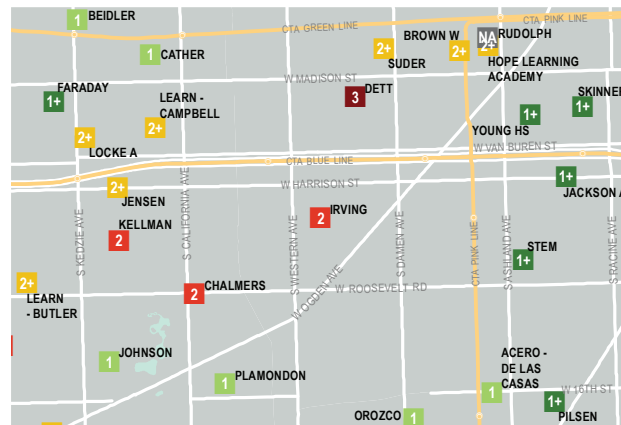 1 BEIDLER
CTA GREEN LINE
CTA PINK LINE
1 CATHER
BROWN W 2+
NA RUDOLPH
2+
2+ SUDER
HOPE LEARNING
ACADEMY
W MADISON ST
FARADAY
1+
LEARN -
CAMPBELL
2+
3 DETT
SKINNER
1+
1+
YOUNG HS
2+
LOCKE A
W VAN BUREN ST
CTA BLUE LINE
W HARRISON ST
2+
JENSEN
1+
JACKSON A
KELLMAN
2
2 IRVING
STEM
1+
S KEDZIE AVE
S CALIFORNIA AVE
S WESTERN AVE
W OGDEN AVE
S DAMEN AVE
CTA PINK LINE
S ASHLAND AVE
S RACINE AVE
2+
LEARN
- BUTLER
CHALMERS
2
W ROOSEVELT RD
1 JOHNSON
1 PLAMONDON
ACERO -
DE LAS
CASAS
1
W 16TH ST
1+
PILSEN
OROZCO 1